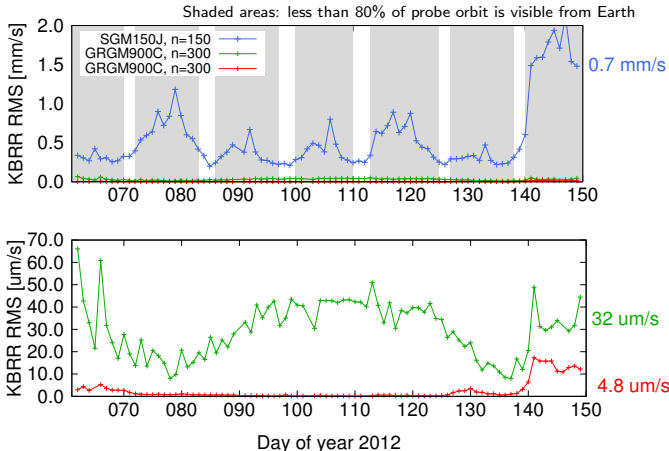 Shaded areas: less than 80% of probe orbit is visible from Earth
KBRR RMS [mm/s]
2.0
1.5
1.0
0.5
0.0
SGM150J, n=150
GRGM900C, n=300
GRGM900C, n=300
0.7 mm/s
070 080 090 100 110 120 130 140 150
KBRR RMS [um/s]
70.0
60.0
50.0
40.0
30.0
20.0
10.0
0.0
32 um/s
4.8 um/s
070 080 090 100 110 120 130 140 150
Day of year 2012